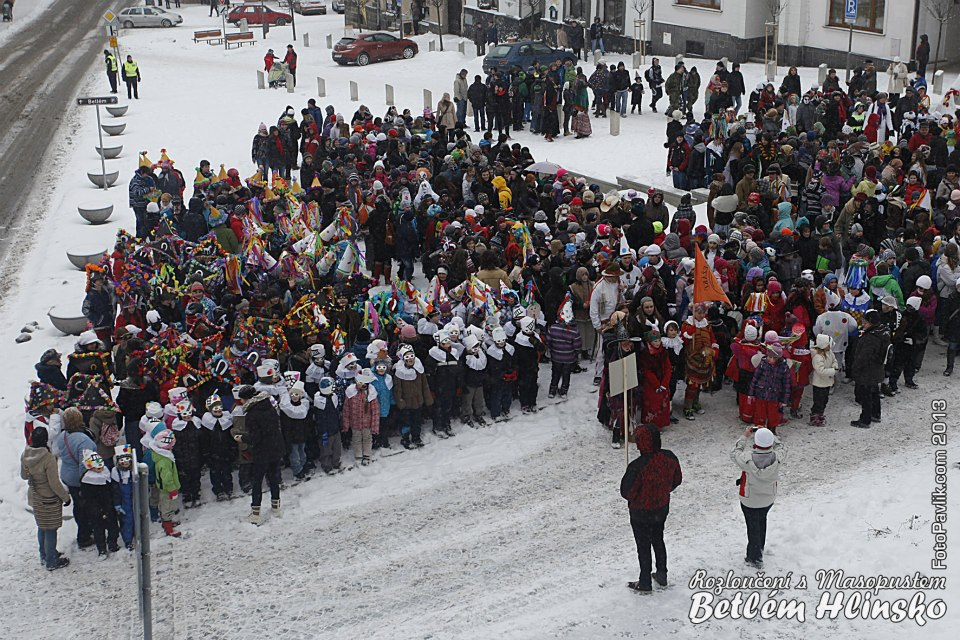 Betlém
P
FotoPavlik.com © 2013
Rozloučení s Masopustem
Betlém Hlinsko